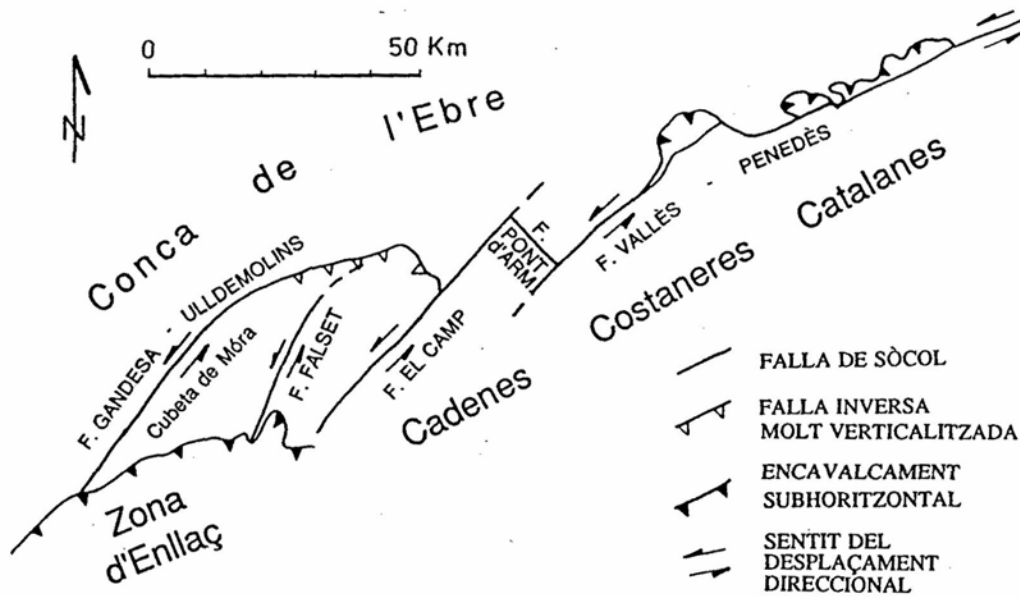 0 50 Km
N
Conca de l'Ebre
F. GANDESA
ULLDEMOLINS
Cubeta de Móra
F. FALSET
F. EL CAMP
F.
PONT
d'ARM.
F. VALLÈS
PENEDÈS
Cadenes Costaneres Catalanes
Zona
d'Enllaç
FALLA DE SÒCOL
FALLA INVERSA
MOLT VERTICALITZADA
ENCAVALCAMENT
SUBHORITZONTAL
SENTIT DEL
DESPLAÇAMENT
DIRECCIONAL